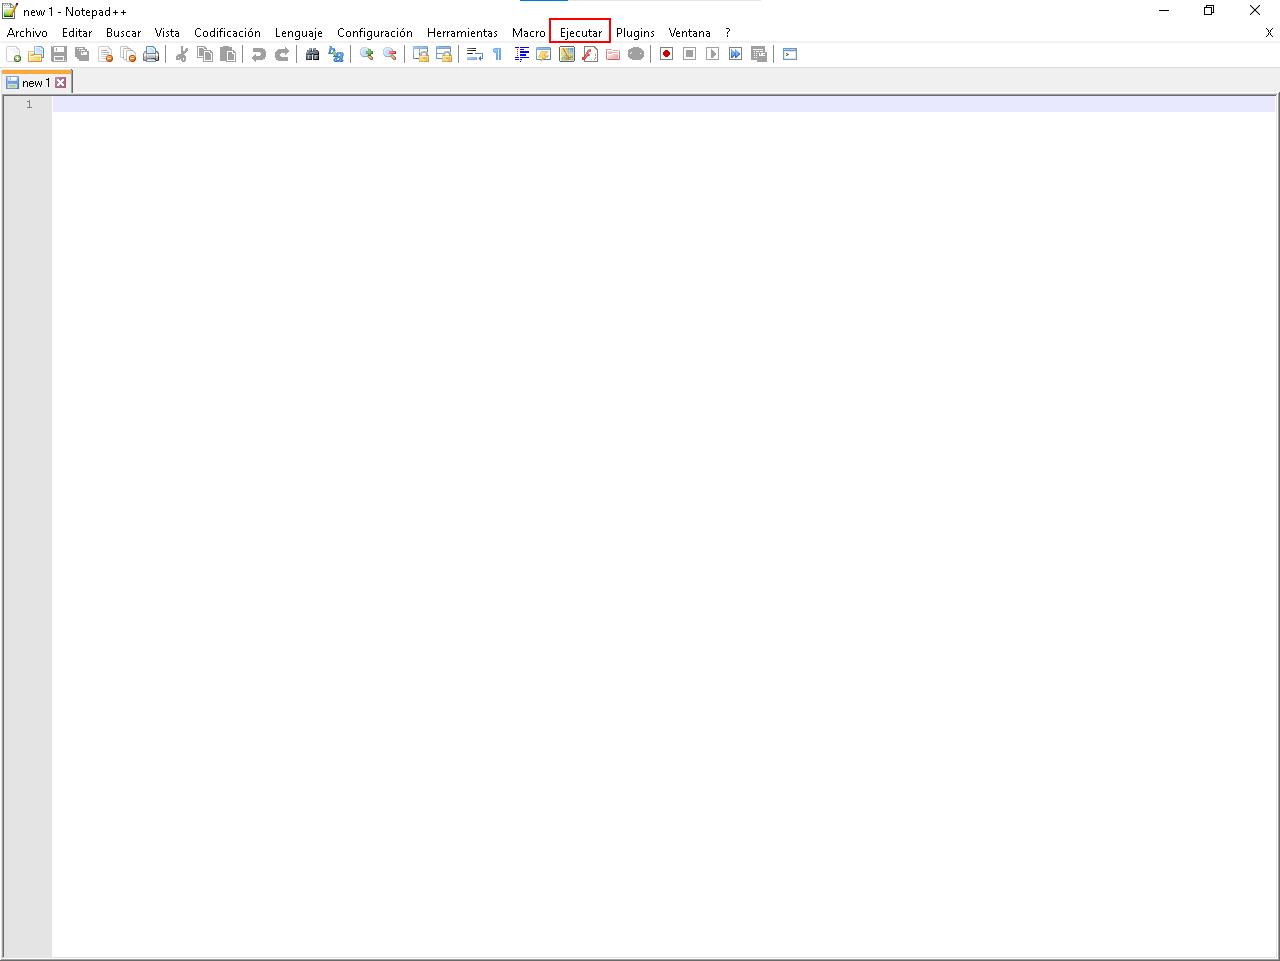 new 1 - Notepad++
Archivo Editar Buscar Vista Codificación Lenguaje Configuración Herramientas Macro Ejecutar Plugins Ventana ? X
new 1
1